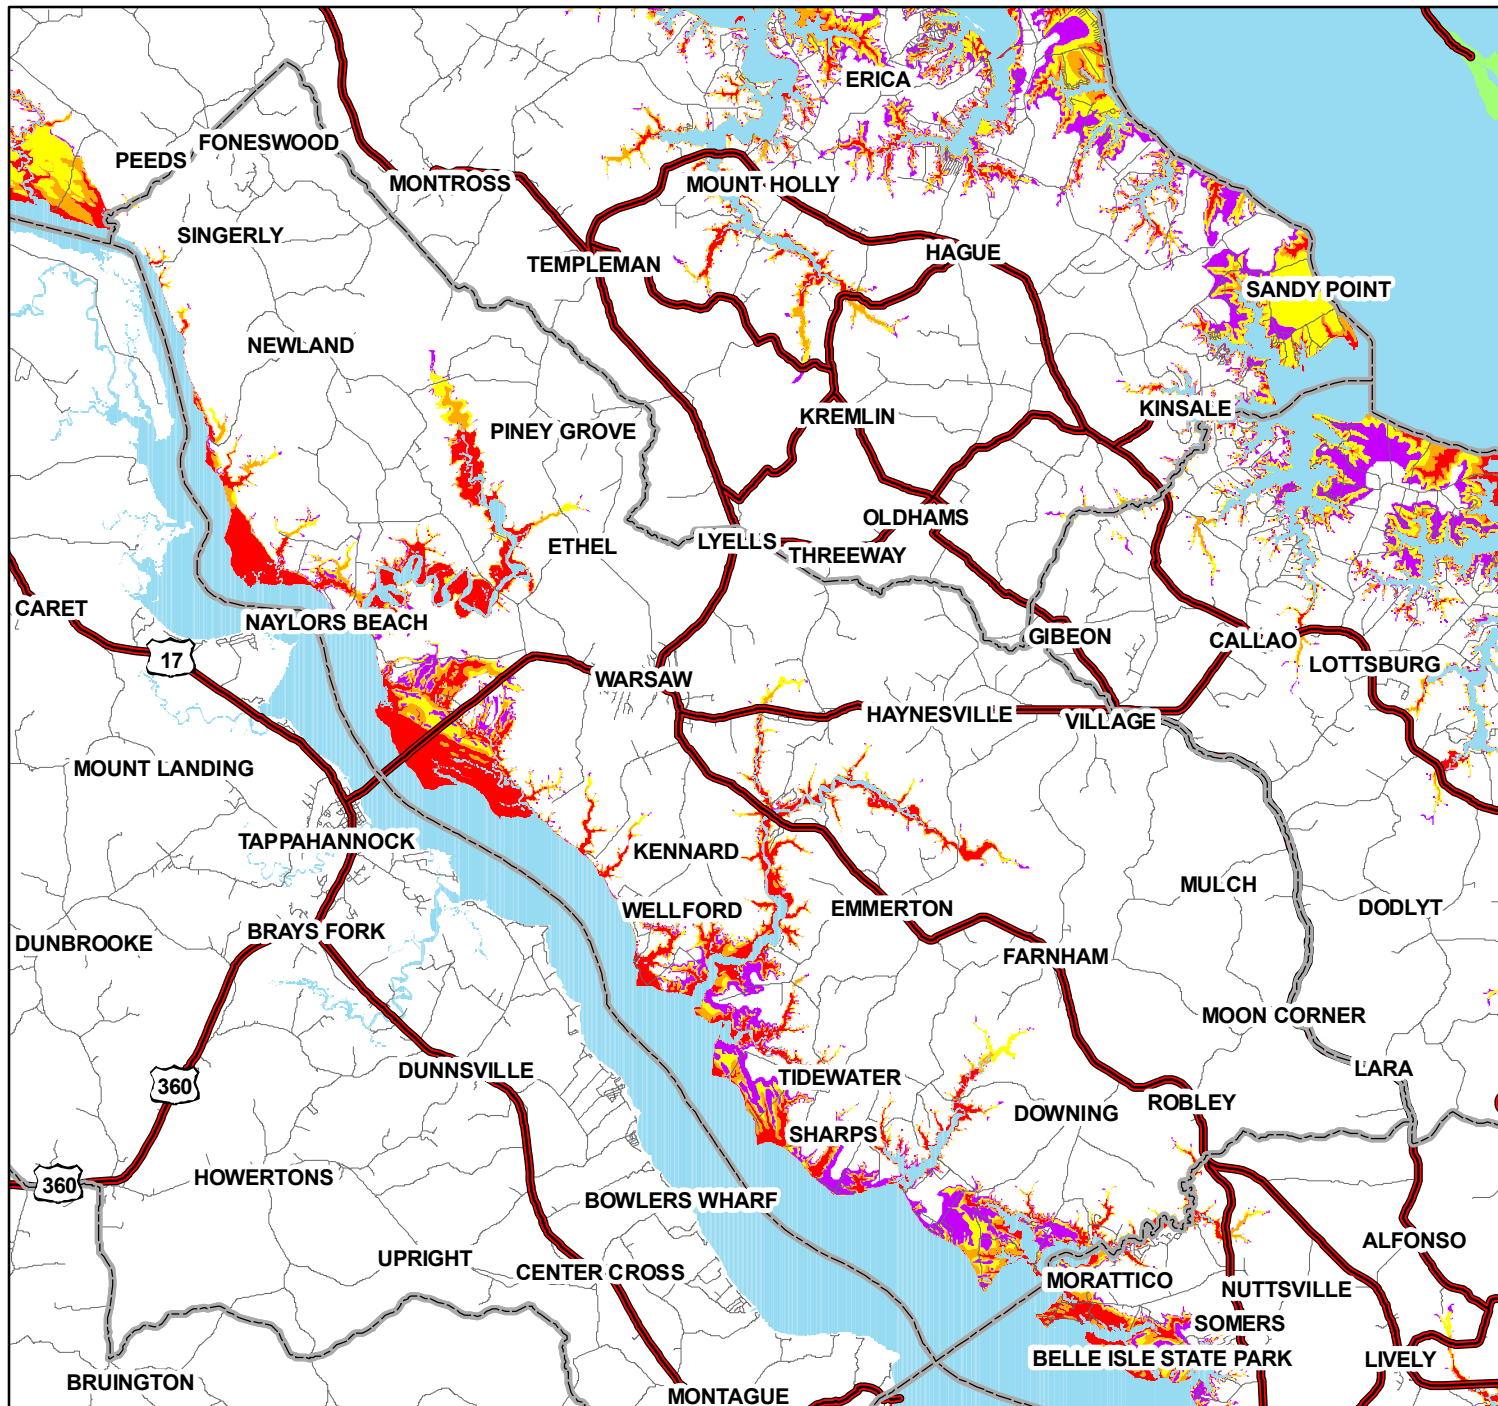 ERICA
FONESWOOD
PEEDS
MONTROSS
MOUNT HOLLY
SINGERLY
HAGUE
TEMPLEMAN
SANDY POINT
NEWLAND
KINSALE
KREMLIN
PINEY GROVE
OLDHAMS
LYELLS
ETHEL
THREEWAY
CARET
NAYLORS BEACH
GIBEON
CALLAO
17
LOTTSBURG
WARSAW
HAYNESVILLE
VILLAGE
MOUNT LANDING
TAPPAHANNOCK
KENNARD
MULCH
WELLFORD
EMMERTON
DODLYT
BRAYS FORK
DUNBROOKE
FARNHAM
MOON CORNER
DUNNSVILLE
LARA
TIDEWATER
360
ROBLEY
DOWNING
SHARPS
HOWERTONS
360
BOWLERS WHARF
ALFONSO
UPRIGHT
CENTER CROSS
MORATTICO
NUTTSVILLE
SOMERS
BELLE ISLE STATE PARK
LIVELY
BRUINGTON
MONTAGUE